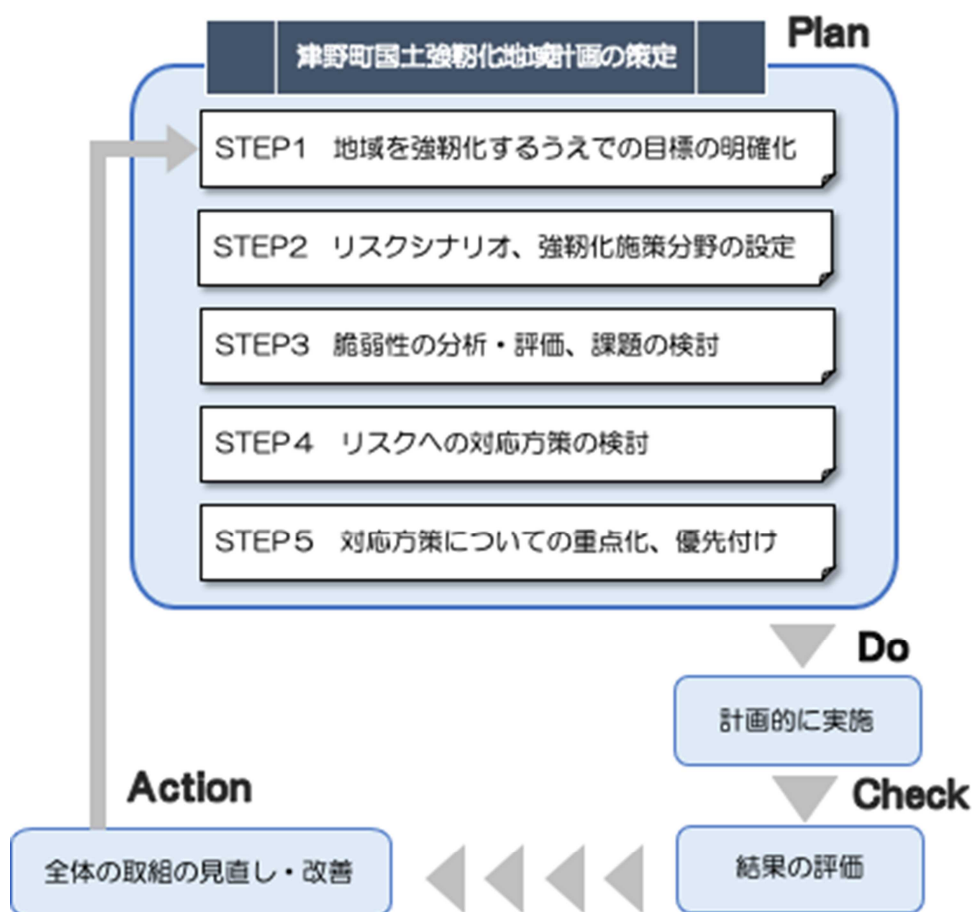 Plan
津野町国土強靱化地域計画の策定
STEP1 地域を強靱化するうえでの目標の明確化
STEP2 リスクシナリオ、強靱化施策分野の設定
STEP3 脆弱性の分析・評価、課題の検討
STEP4 リスクへの対応方策の検討
STEP5 対応方策についての重点化、優先付け
Do
計画的に実施
Check
結果の評価
Action
全体の取組の見直し・改善